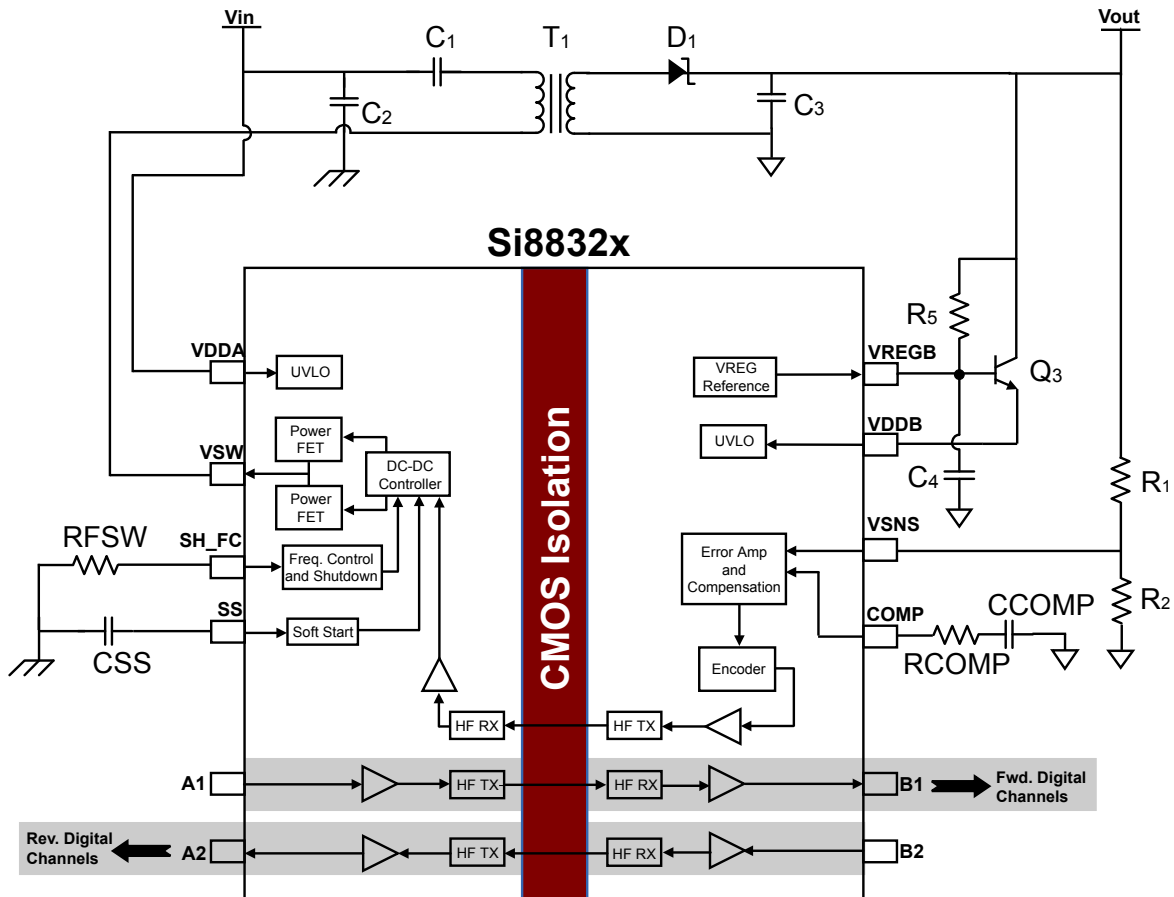 Vin
Vout
C1
T1
D1
C2
C3
Si8832x
R5
VDDA
UVLO
VREG
Reference
VREGB
Q3
VSW
Power
FET
DC-DC
Controller
Power
FET
UVLO
VDDB
C4
R1
RFSW
SH_FC
Freq. Control
and Shutdown
CMOS Isolation
Error Amp
and
Compensation
VSNS
SS
Soft Start
CSS
COMP
CCOMP
RCOMP
R2
Encoder
HF RX
HF TX
A1
HF TX
HF RX
B1
Fwd. Digital
Channels
Rev. Digital
Channels
A2
HF TX
HF RX
B2